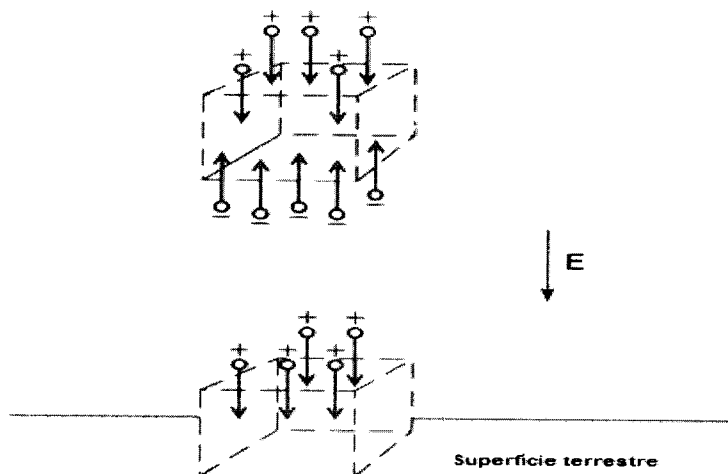 + + +
+ +
− − − − −
E
+ +
+ + +
Superficie terrestre